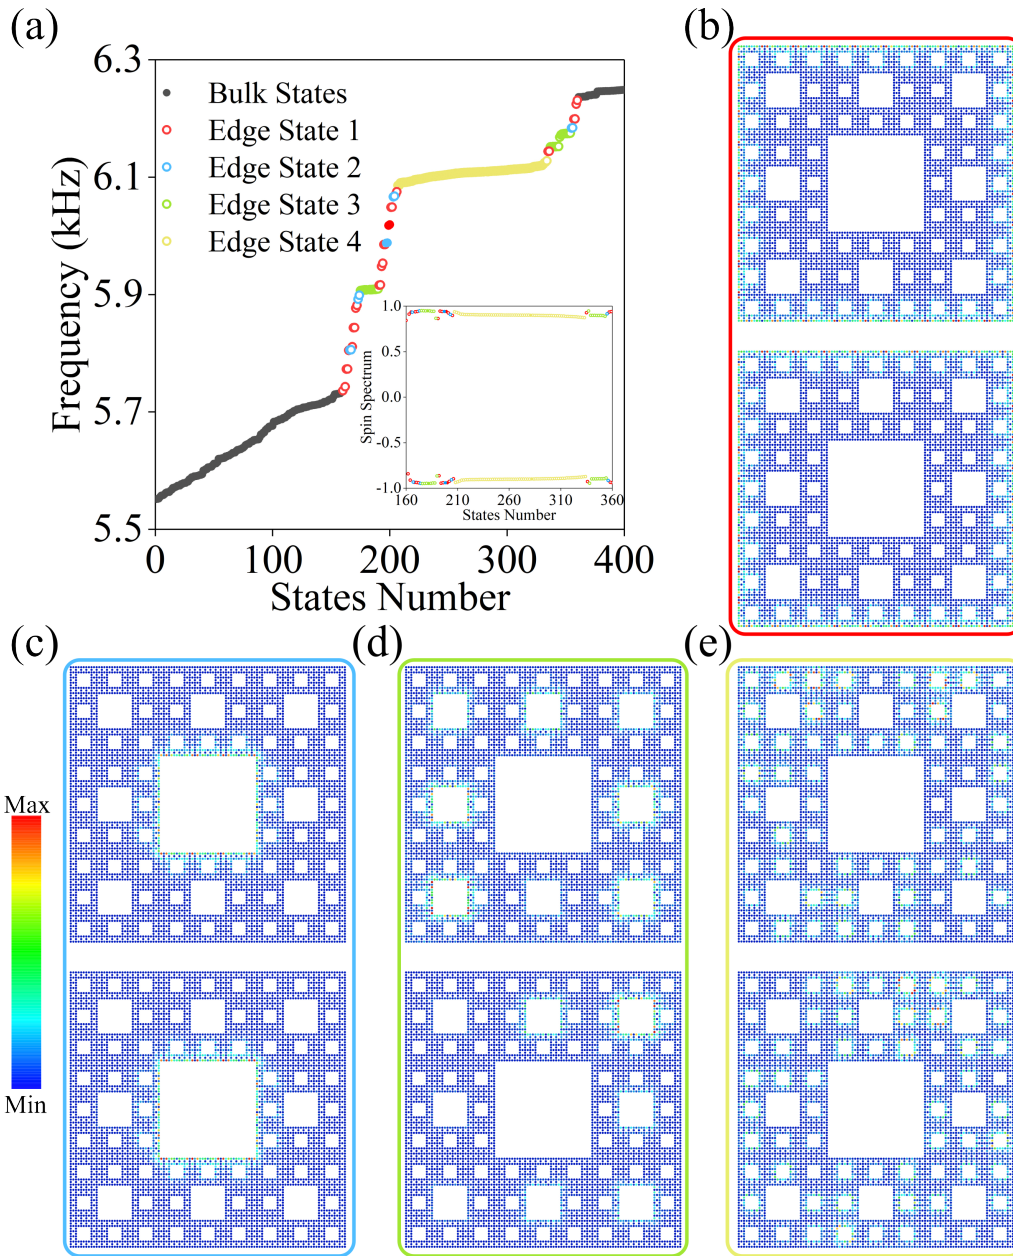 (a)
(b)
6.3
6.1
5.9
5.7
5.5
Frequency (kHz)
Bulk States
Edge State 1
Edge State 2
Edge State 3
Edge State 4
1.0
0.5
0.0
-0.5
-1.0
Spin Spectrum
160 210 260 310 360
States Number
0 100 200 300 400
States Number
(c)
(d)
(e)
Max
Min